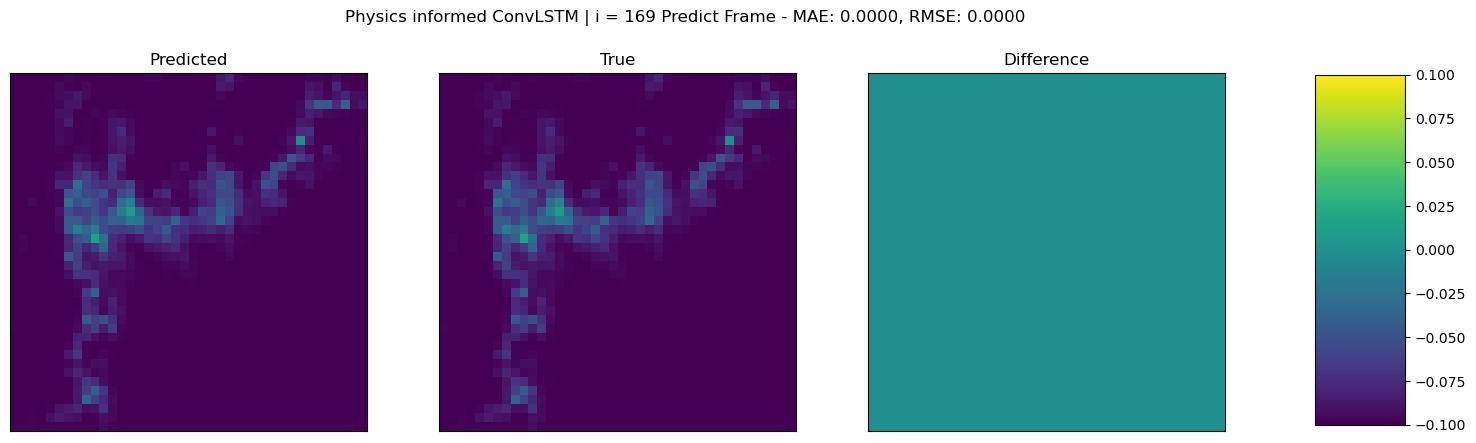 Physics informed ConvLSTM | i = 169 Predict Frame - MAE: 0.0000, RMSE: 0.0000
Predicted
True
Difference
0.100
0.075
0.050
0.025
0.000
−0.025
−0.050
−0.075
−0.100